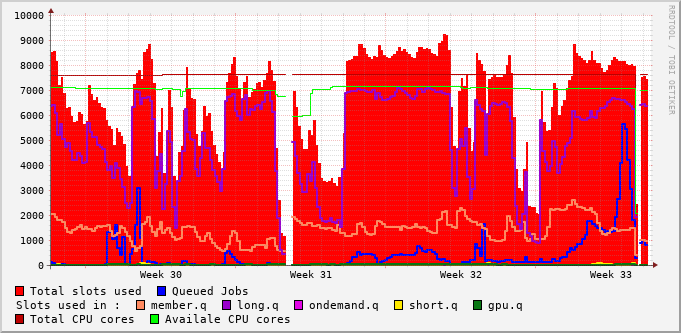 10000
9000
8000
7000
6000
5000
4000
3000
2000
1000
0
Week 30 Week 31 Week 32 Week 33
RRDTOOL / TOBI OETIKER
Total slots used Queued Jobs
Slots used in : member.q long.q ondemand.q short.q gpu.q
Total CPU cores Availale CPU cores